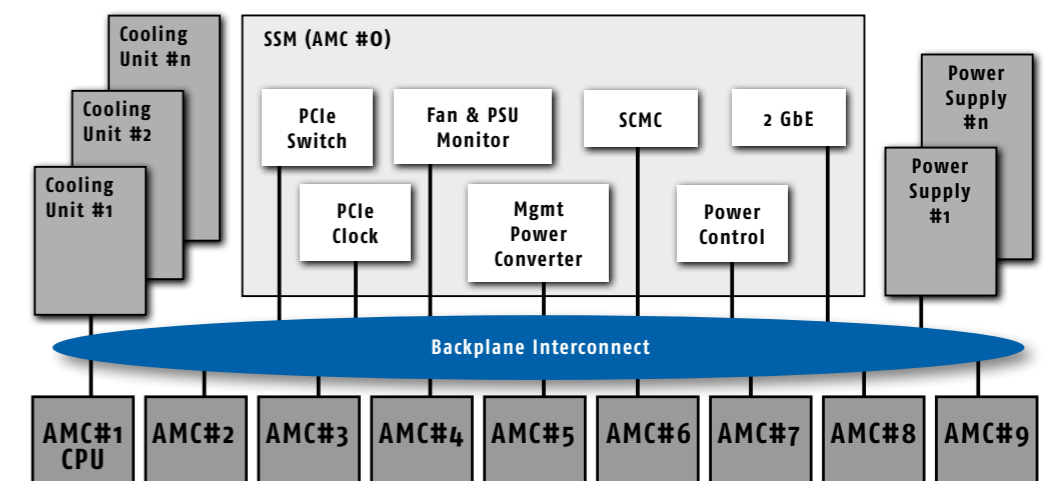 Cooling
Unit #n
Cooling
Unit #2
Cooling
Unit #1
SSM (AMC #0)
PCIe
Switch
Fan & PSU
Monitor
SCMC
2 GbE
PCIe
Clock
Mgmt
Power
Converter
Power
Control
Power
Supply
#n
Power
Supply
#1
Backplane Interconnect
AMC#1
CPU
AMC#2
AMC#3
AMC#4
AMC#5
AMC#6
AMC#7
AMC#8
AMC#9